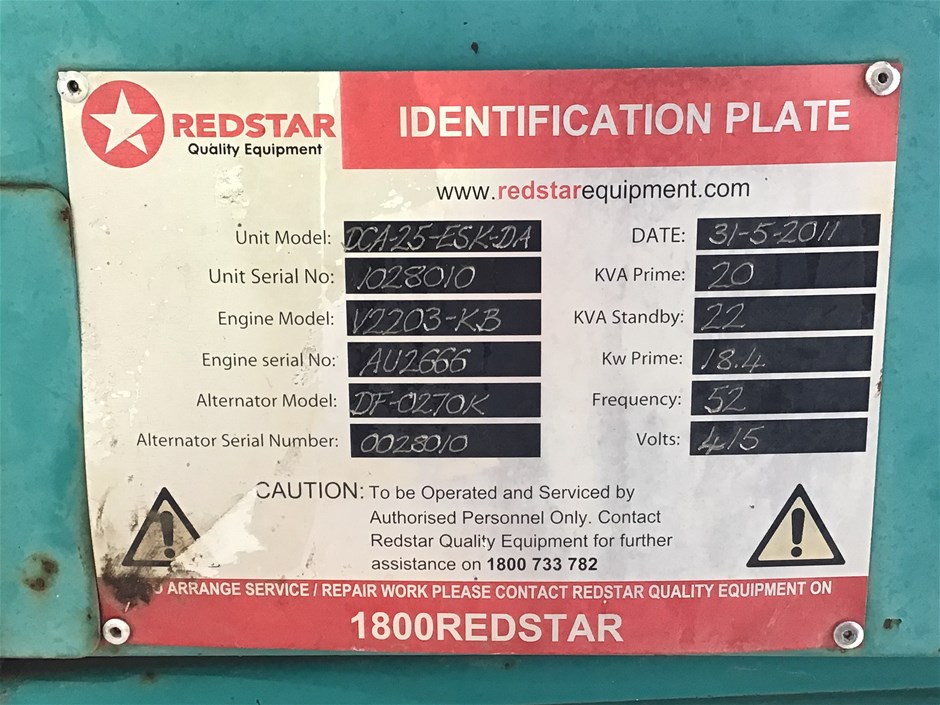 REDSTAR
Quality Equipment
IDENTIFICATION PLATE
www.redstarequipment.com
Unit Model: DCA-25-ESK-DA
Unit Serial No: 1028010
Engine Model: V2203-KB
Engine serial No: AU2666
Alternator Model: DF-0270K
Alternator Serial Number: 0028010
DATE: 31-5-2011
KVA Prime: 20
KVA Standby: 22
Kw Prime: 18.4
Frequency: 52
Volts: 415
CAUTION: To be Operated and Serviced by
Authorised Personnel Only. Contact
Redstar Quality Equipment for further
assistance on 1800 733 782
! !
ARRANGE SERVICE / REPAIR WORK PLEASE CONTACT REDSTAR QUALITY EQUIPMENT ON
1800REDSTAR